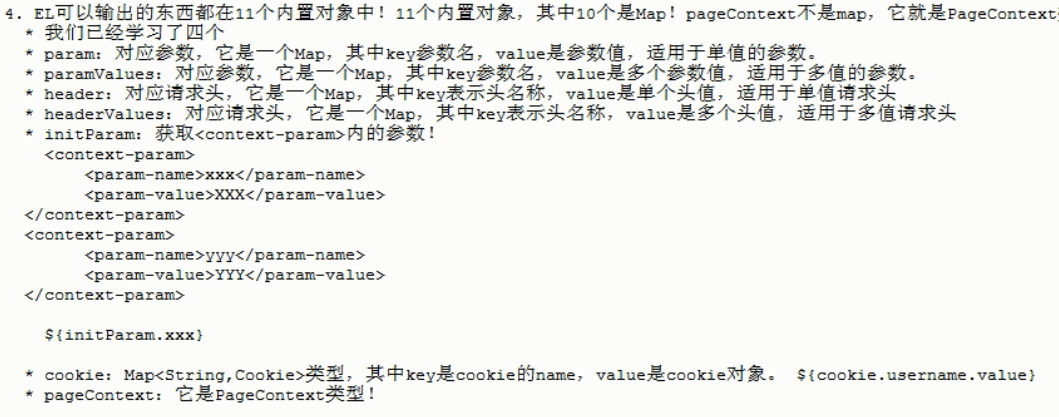 4. EL可以输出的东西都在11个内置对象中！11个内置对象，其中10个是Map！pageContext不是map，它就是PageContext
* 我们已经学习了四个
* param：对应参数，它是一个Map，其中key参数名，value是参数值，适用于单值的参数。
* paramValues：对应参数，它是一个Map，其中key参数名，value是多个参数值，适用于多值的参数。
* header：对应请求头，它是一个Map，其中key表示头名称，value是单个头值，适用于单值请求头
* headerValues：对应请求头，它是一个Map，其中key表示头名称，value是多个头值，适用于多值请求头
* initParam：获取<context-param>内的参数！
<context-param>
<param-name>xxx</param-name>
<param-value>XXX</param-value>
</context-param>
<context-param>
<param-name>yyy</param-name>
<param-value>YYY</param-value>
</context-param>
${initParam.xxx}
* cookie：Map<String,Cookie>类型，其中key是cookie的name，value是cookie对象。 ${cookie.username.value}
* pageContext：它是PageContext类型！